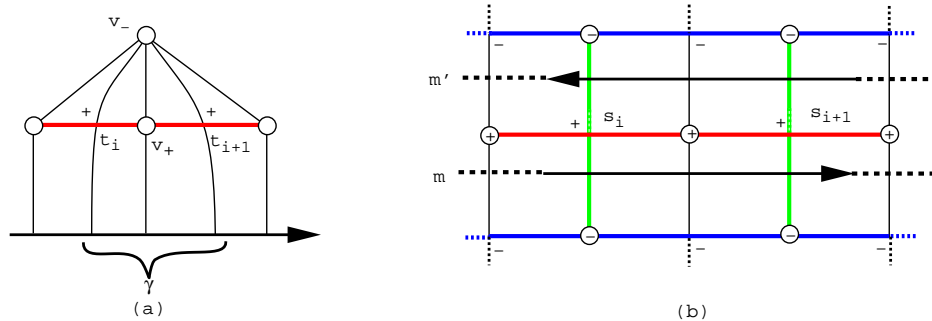 v_
+ +
t_i v_+ t_{i+1}
γ
(a)
− − − −
− −
m'
+ s_i + s_{i+1}
+ + +
m
− −
− − −
(b)